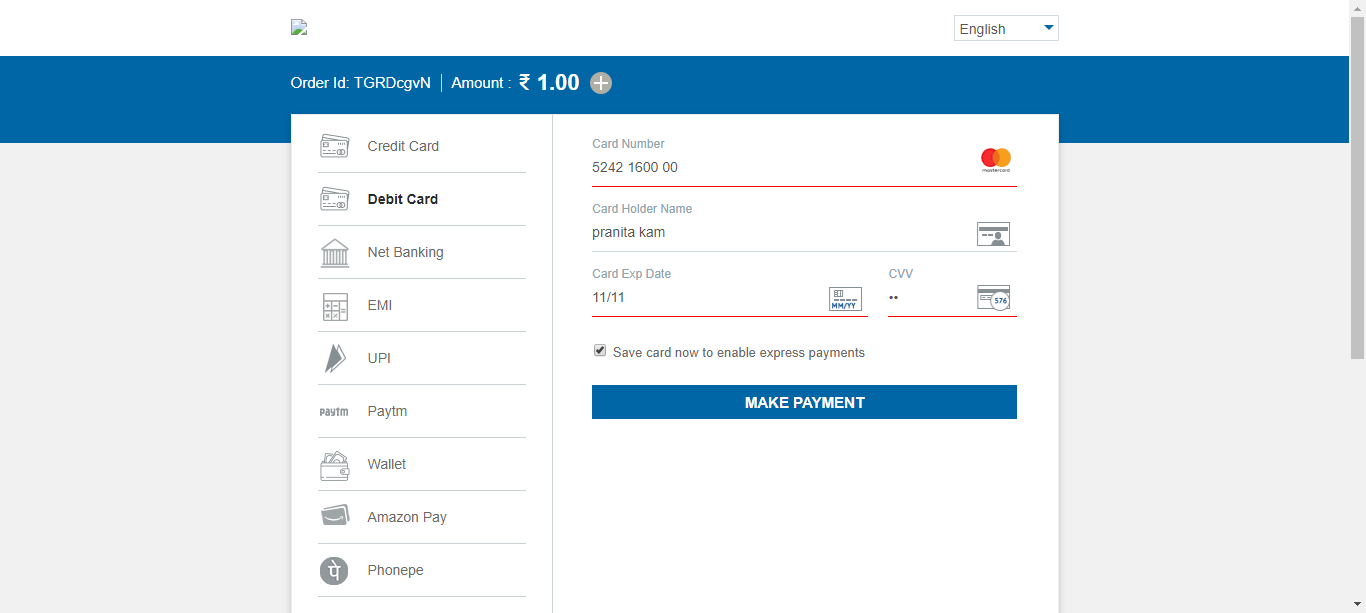 English
Order Id: TGRDcgvN | Amount : ₹ 1.00
Credit Card
Debit Card
Net Banking
EMI
UPI
paytm Paytm
Wallet
Amazon Pay
Phonepe
Card Number
5242 1600 00
mastercard
Card Holder Name
pranita kam
Card Exp Date
11/11
MM/YY
CVV
••
576
Save card now to enable express payments
MAKE PAYMENT